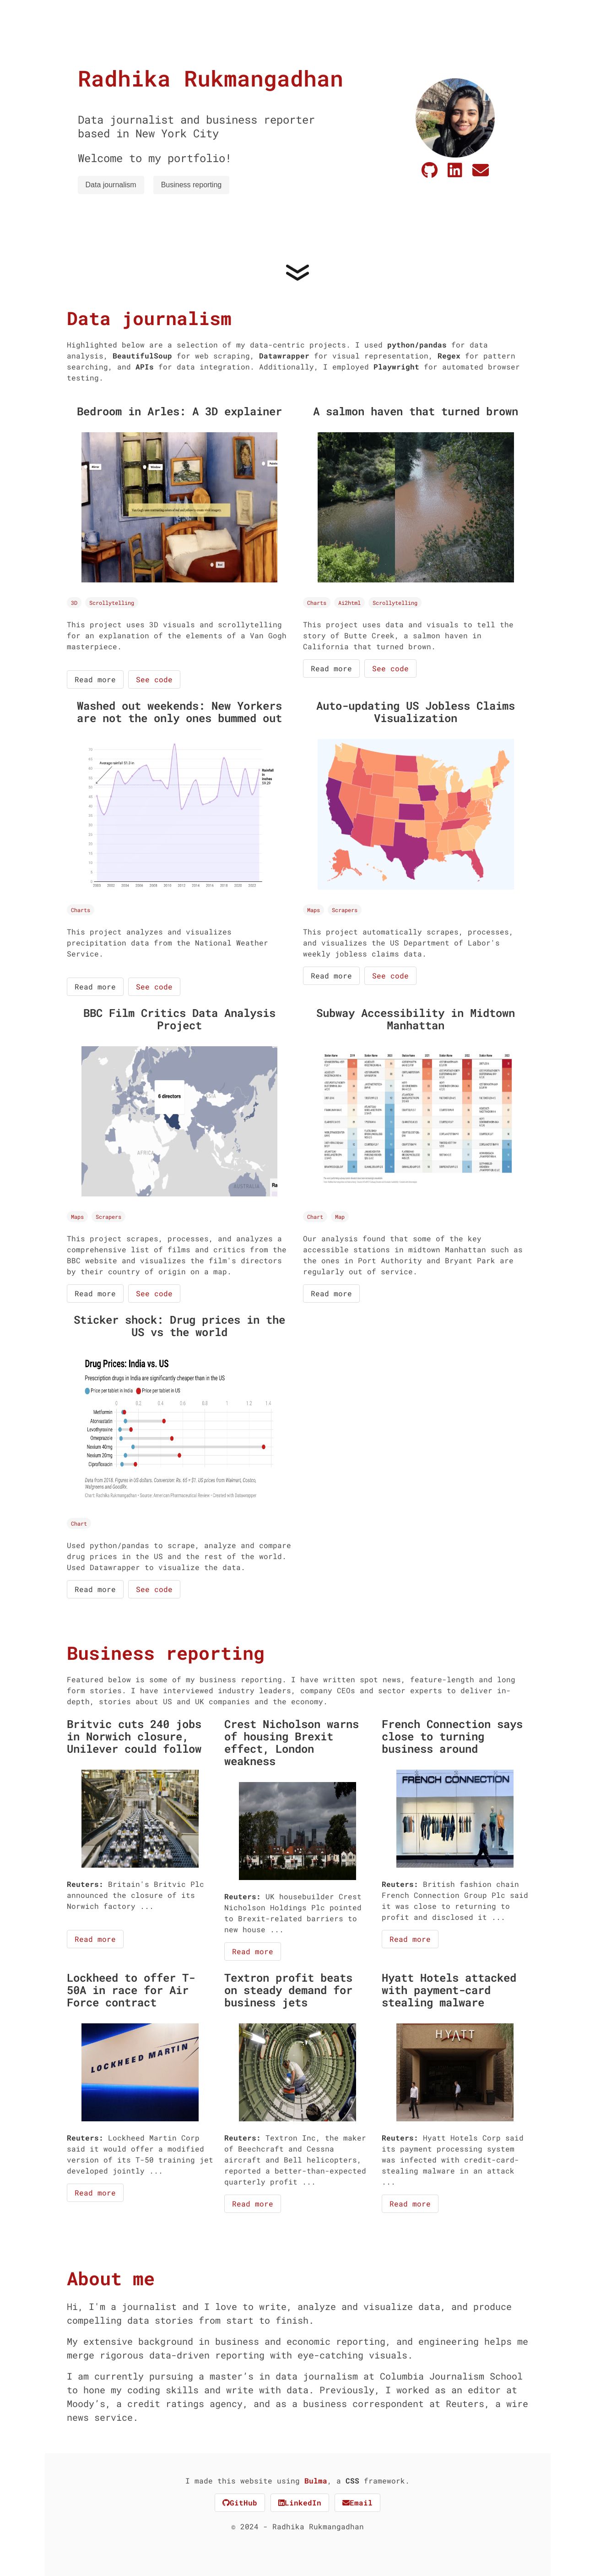 Radhika Rukmangadhan
Data journalist and business reporter
based in New York City
Welcome to my portfolio!
Data journalism
Business reporting
Data journalism
Highlighted below are a selection of my data-centric projects. I used python/pandas for data
analysis, BeautifulSoup for web scraping, Datawrapper for visual representation, Regex for pattern
searching, and APIs for data integration. Additionally, I employed Playwright for automated browser
testing.
Bedroom in Arles: A 3D explainer
3D Scrollytelling
This project uses 3D visuals and scrollytelling
for an explanation of the elements of a Van Gogh
masterpiece.
Read more See code
A salmon haven that turned brown
Charts Ai2html Scrollytelling
This project uses data and visuals to tell the
story of Butte Creek, a salmon haven in
California that turned brown.
Read more See code
Washed out weekends: New Yorkers
are not the only ones bummed out
Charts
This project analyzes and visualizes
precipitation data from the National Weather
Service.
Read more See code
Auto-updating US Jobless Claims
Visualization
Maps Scrapers
This project automatically scrapes, processes,
and visualizes the US Department of Labor's
weekly jobless claims data.
Read more See code
BBC Film Critics Data Analysis
Project
6 directors
AFRICA
Maps Scrapers
This project scrapes, processes, and analyzes a
comprehensive list of films and critics from the
BBC website and visualizes the film's directors
by their country of origin on a map.
Read more See code
Subway Accessibility in Midtown
Manhattan
Chart Map
Our analysis found that some of the key
accessible stations in midtown Manhattan such as
the ones in Port Authority and Bryant Park are
regularly out of service.
Read more
Sticker shock: Drug prices in the
US vs the world
Drug Prices: India vs. US
Prescription drugs in India are significantly cheaper than in the US
Price per tablet in India Price per tablet in US
0 0.2 0.4 0.6 0.8 1 1.2 1.4
Metformin
Atorvastatin
Levothyroxine
Omeprazole
Nexium 40mg
Nexium 20mg
Ciprofloxacin
Chart
Used python/pandas to scrape, analyze and compare
drug prices in the US and the rest of the world.
Used Datawrapper to visualize the data.
Read more See code
Business reporting
Featured below is some of my business reporting. I have written spot news, feature-length and long
form stories. I have interviewed industry leaders, company CEOs and sector experts to deliver in-
depth, stories about US and UK companies and the economy.
Britvic cuts 240 jobs
in Norwich closure,
Unilever could follow
Reuters: Britain's Britvic Plc
announced the closure of its
Norwich factory ...
Read more
Crest Nicholson warns
of housing Brexit
effect, London
weakness
Reuters: UK housebuilder Crest
Nicholson Holdings Plc pointed
to Brexit-related barriers to
new house ...
Read more
French Connection says
close to turning
business around
FRENCH CONNECTION
Reuters: British fashion chain
French Connection Group Plc said
it was close to returning to
profit and disclosed it ...
Read more
Lockheed to offer T-
50A in race for Air
Force contract
LOCKHEED MARTIN
Reuters: Lockheed Martin Corp
said it would offer a modified
version of its T-50 training jet
developed jointly ...
Read more
Textron profit beats
on steady demand for
business jets
Reuters: Textron Inc, the maker
of Beechcraft and Cessna
aircraft and Bell helicopters,
reported a better-than-expected
quarterly profit ...
Read more
Hyatt Hotels attacked
with payment-card
stealing malware
HYATT
Reuters: Hyatt Hotels Corp said
its payment processing system
was infected with credit-card-
stealing malware in an attack
...
Read more
About me
Hi, I'm a journalist and I love to write, analyze and visualize data, and produce
compelling data stories from start to finish.
My extensive background in business and economic reporting, and engineering helps me
merge rigorous data-driven reporting with eye-catching visuals.
I am currently pursuing a master’s in data journalism at Columbia Journalism School
to hone my coding skills and write with data. Previously, I worked as an editor at
Moody’s, a credit ratings agency, and as a business correspondent at Reuters, a wire
news service.
I made this website using Bulma, a CSS framework.
GitHub LinkedIn Email
© 2024 - Radhika Rukmangadhan